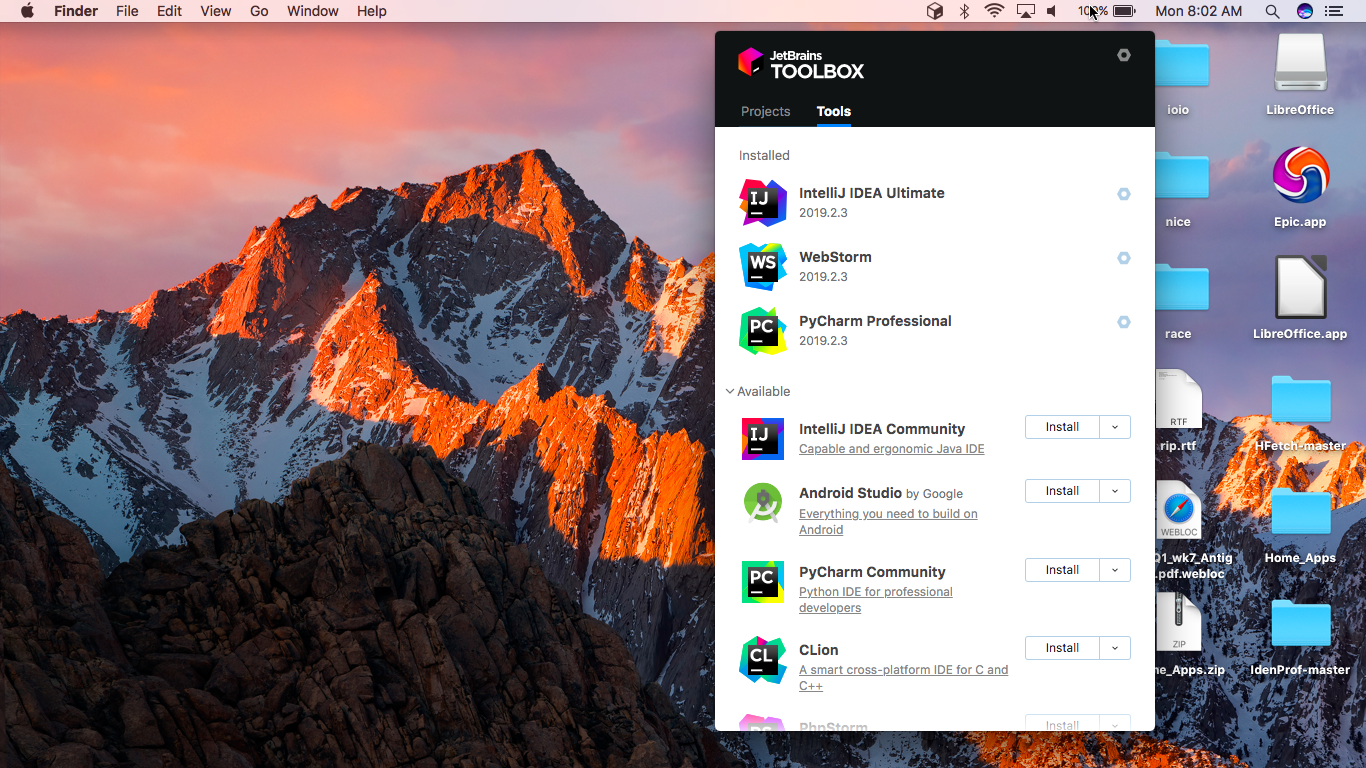 Finder File Edit View Go Window Help
Mon 8:02 AM
JetBrains
TOOLBOX
Projects Tools
Installed
IJ
IntelliJ IDEA Ultimate
2019.2.3
WS
WebStorm
2019.2.3
PC
PyCharm Professional
2019.2.3
Available
IJ
IntelliJ IDEA Community
Capable and ergonomic Java IDE
Install
Android Studio by Google
Everything you need to build on
Android
Install
PC
PyCharm Community
Python IDE for professional
developers
Install
CL
CLion
A smart cross-platform IDE for C and
C++
Install
PhpStorm
Install
ioio
LibreOffice
nice
Epic.app
race
LibreOffice.app
RTF
rip.rtf
HFetch-master
WEBLOC
Q1_wk7_Antig
.pdf.webloc
Home_Apps
ZIP
me_Apps.zip
IdenProf-master